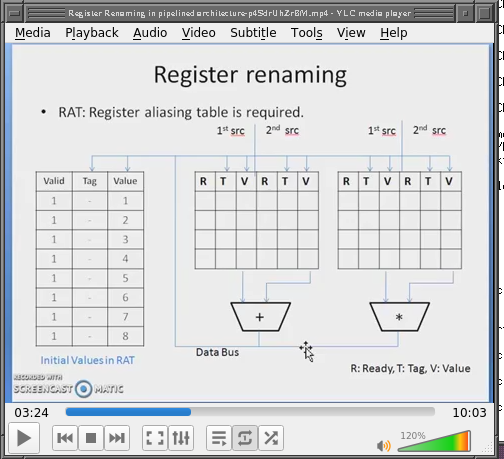 Register Renaming in pipelined architecture-p4SdrUhZrBM.mp4 - VLC media player
Media Playback Audio Video Subtitle Tools View Help
Register renaming
• RAT: Register aliasing table is required.
1st src 2nd src 1st src 2nd src
Valid Tag Value R T V R T V R T V R T V
1 - 1
1 - 2
1 - 3
1 - 4
1 - 5
1 - 6
1 - 7
1 - 8
+ *
Data Bus
Initial Values in RAT
R: Ready, T: Tag, V: Value
RECORDED WITH
SCREENCAST MATIC
03:24 10:03
120%